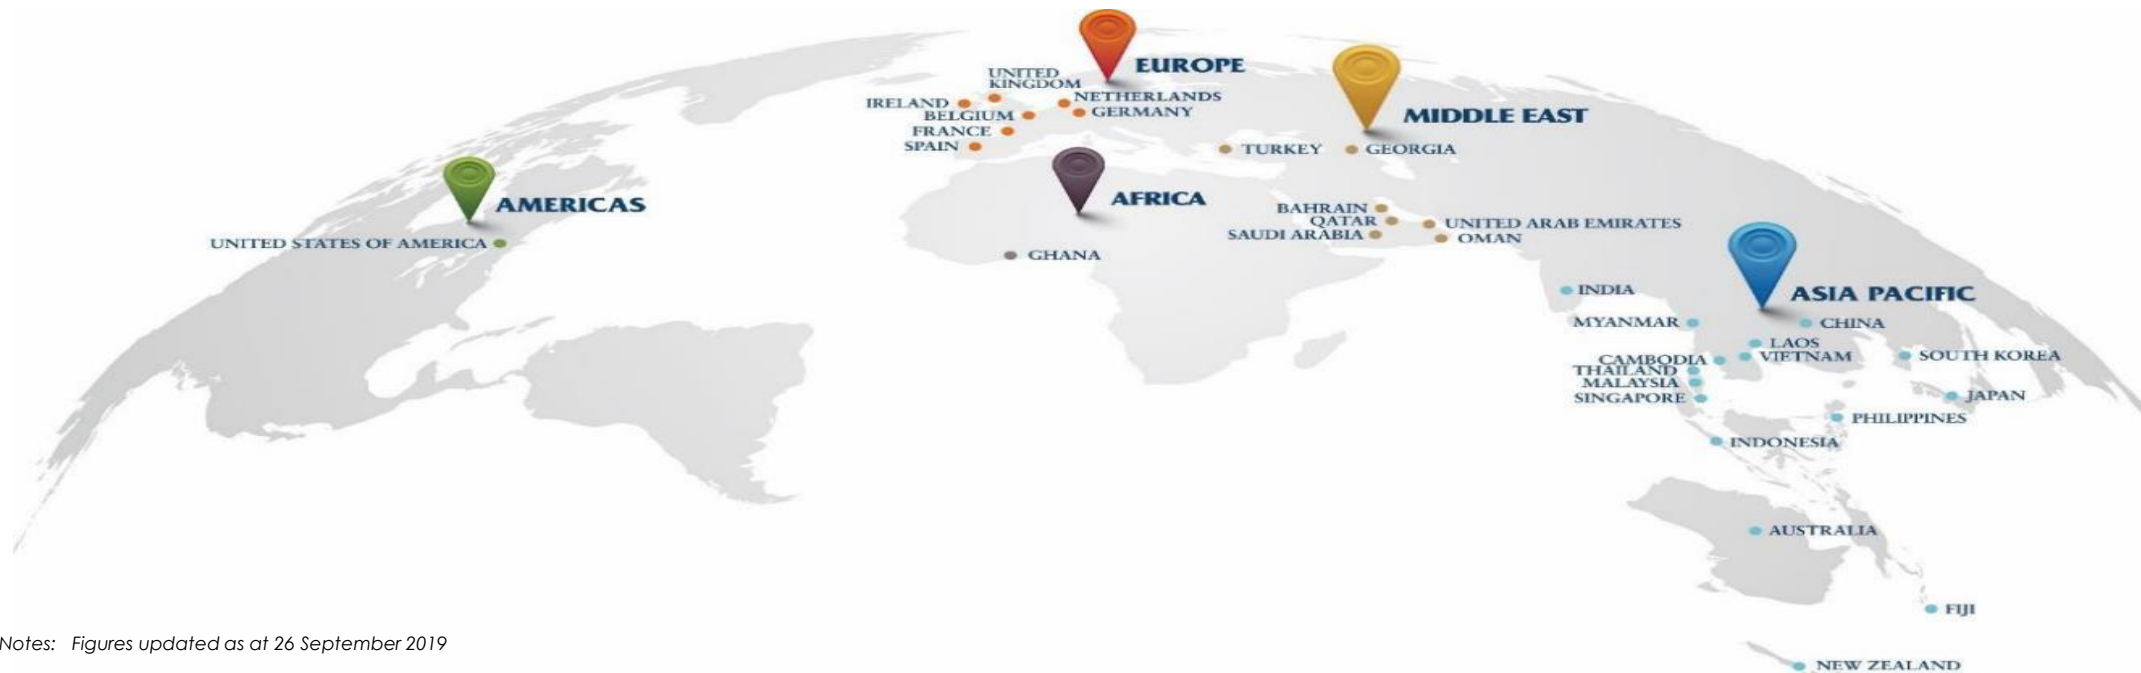 EUROPE
UNITED
KINGDOM
IRELAND
NETHERLANDS
BELGIUM
GERMANY
FRANCE
SPAIN
MIDDLE EAST
TURKEY
GEORGIA
BAHRAIN
QATAR
UNITED ARAB EMIRATES
SAUDI ARABIA
OMAN
AMERICAS
UNITED STATES OF AMERICA
AFRICA
GHANA
ASIA PACIFIC
INDIA
MYANMAR
CHINA
LAOS
CAMBODIA
VIETNAM
SOUTH KOREA
THAILAND
MALAYSIA
SINGAPORE
JAPAN
PHILIPPINES
INDONESIA
AUSTRALIA
FIJI
NEW ZEALAND
Notes: Figures updated as at 26 September 2019